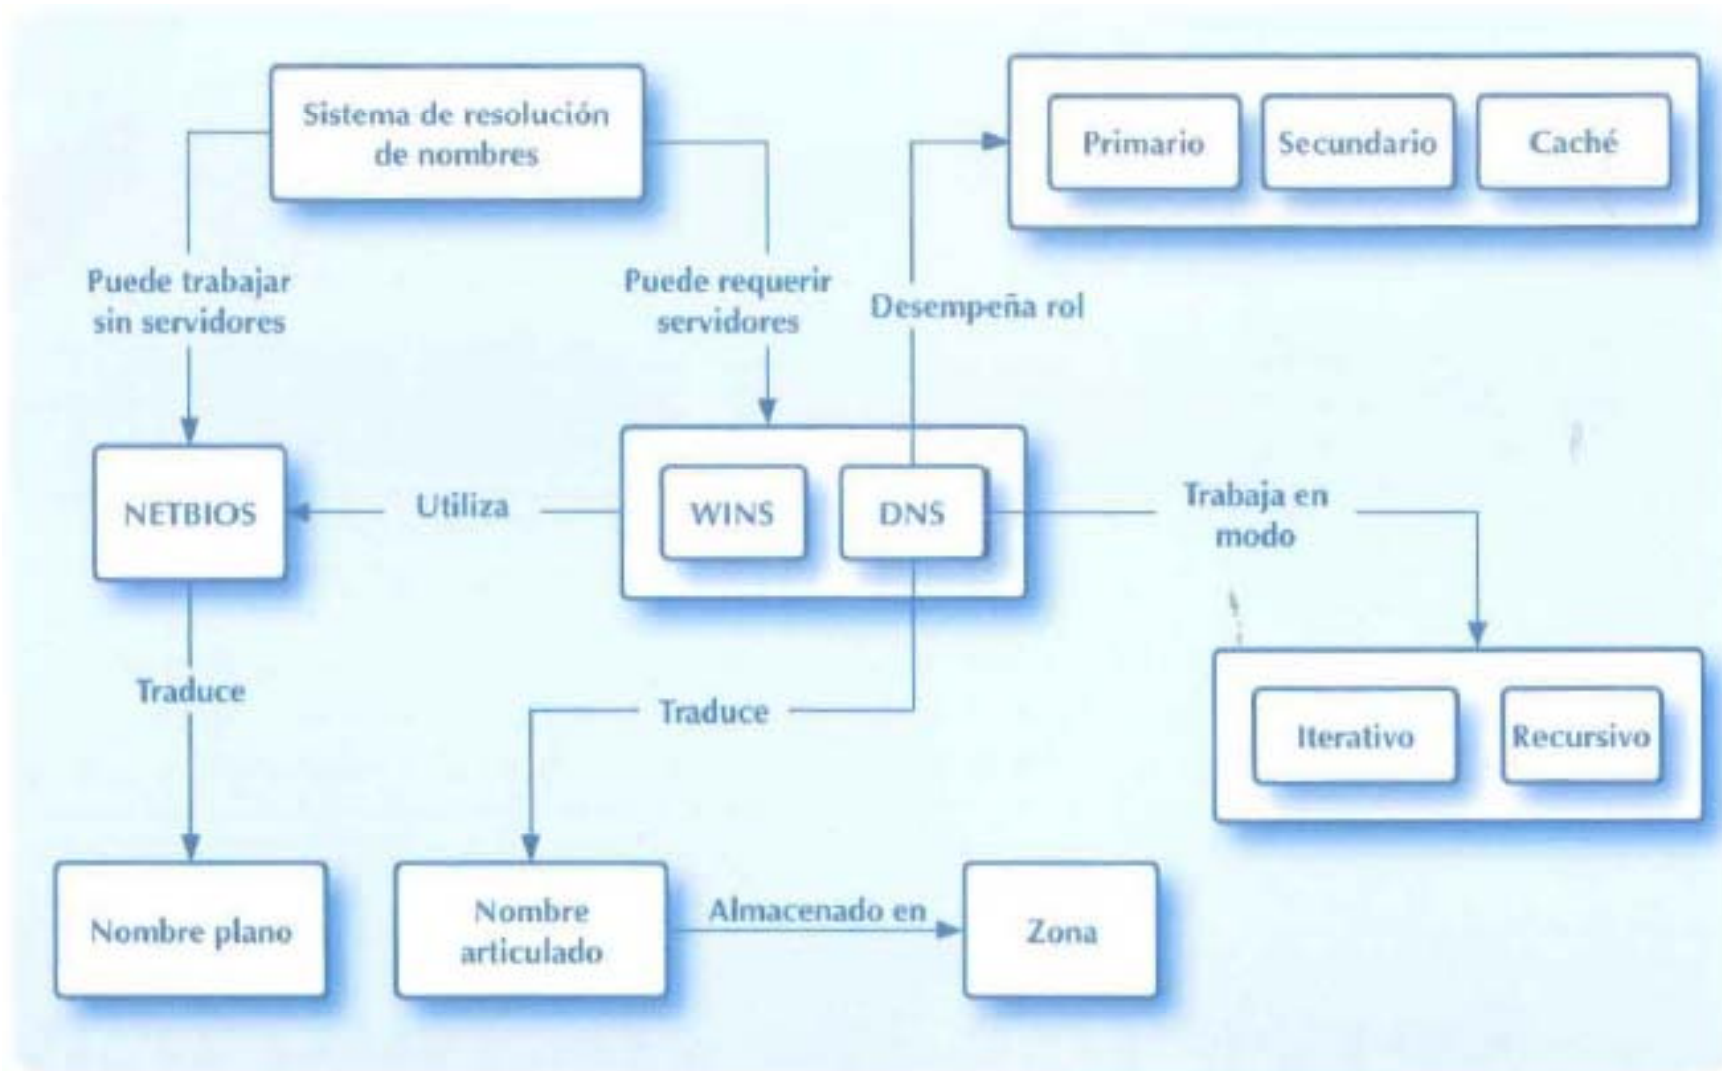 Sistema de resolución
de nombres
Primario
Secundario
Caché
Puede trabajar
sin servidores
Puede requerir
servidores
Desempeña rol
NETBIOS
Utiliza
WINS
DNS
Trabaja en
modo
Traduce
Traduce
Iterativo
Recursivo
Nombre plano
Nombre
articulado
Almacenado en
Zona